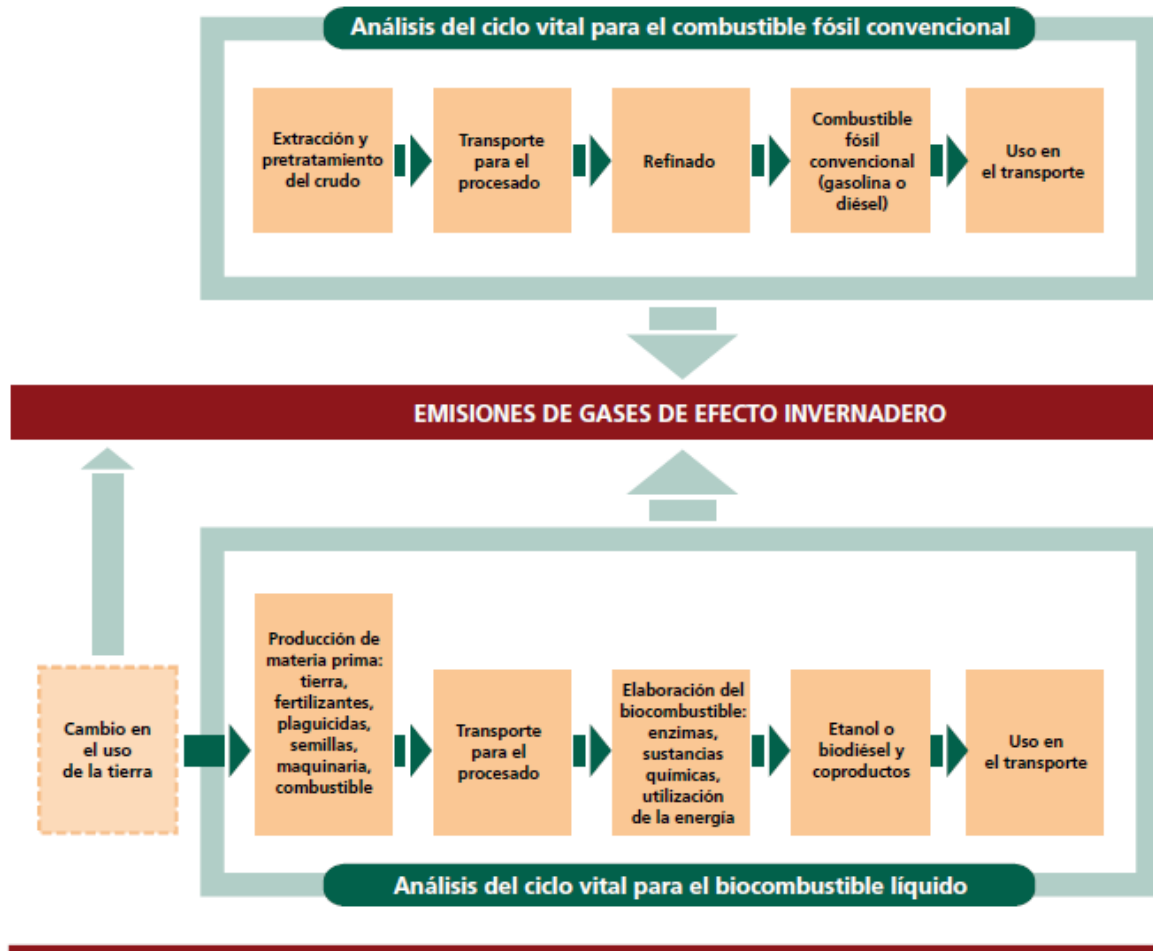 Análisis del ciclo vital para el combustible fósil convencional
Extracción y
pretratamiento
del crudo
Transporte
para el
procesado
Refinado
Combustible
fósil
convencional
(gasolina o
diésel)
Uso en
el transporte
EMISIONES DE GASES DE EFECTO INVERNADERO
Cambio en
el uso
de la tierra
Producción de
materia prima:
tierra,
fertilizantes,
plaguicidas,
semillas,
maquinaria,
combustible
Transporte
para el
procesado
Elaboración del
biocombustible:
enzimas,
sustancias
químicas,
utilización
de la energía
Etanol o
biodiésel y
coproductos
Uso en
el transporte
Análisis del ciclo vital para el biocombustible líquido